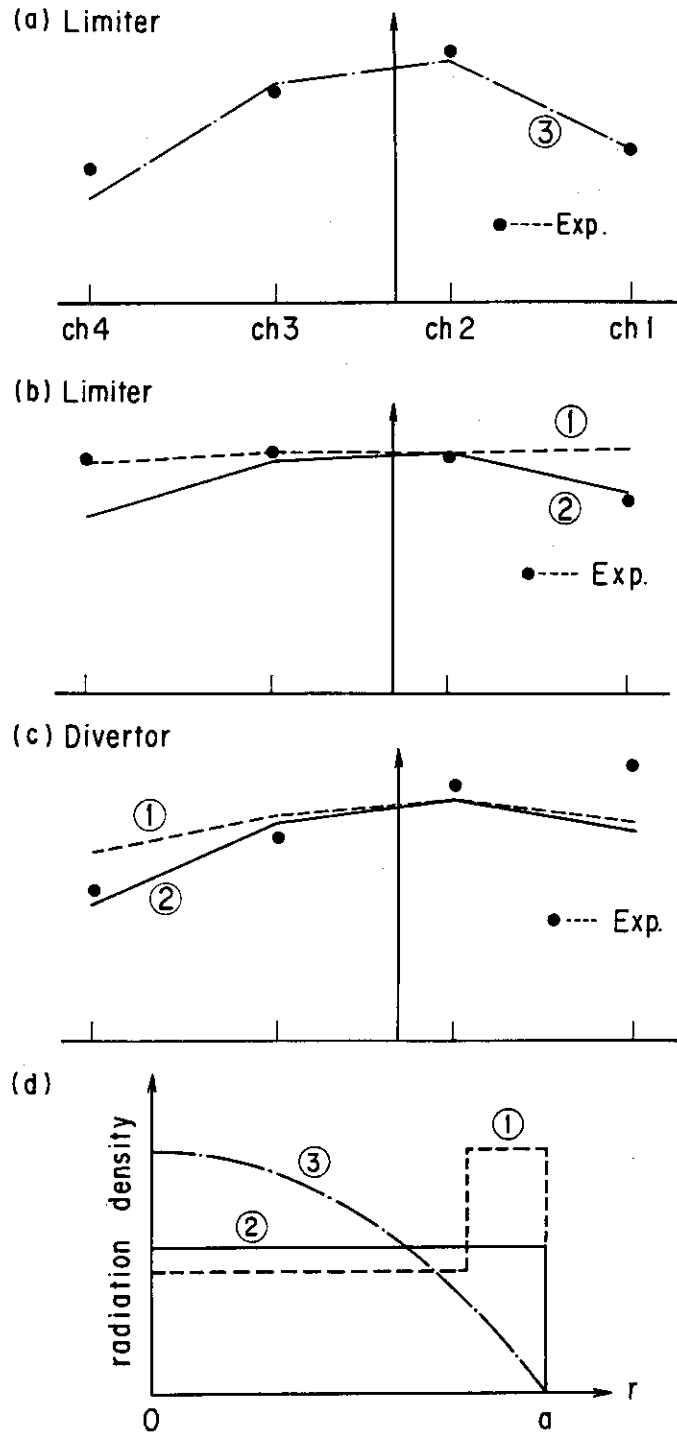 (a) Limiter
③
Exp.
ch4 ch3 ch2 ch1
(b) Limiter
①
②
Exp.
(c) Divertor
①
②
Exp.
(d)
radiation density
①
③
②
0 a r